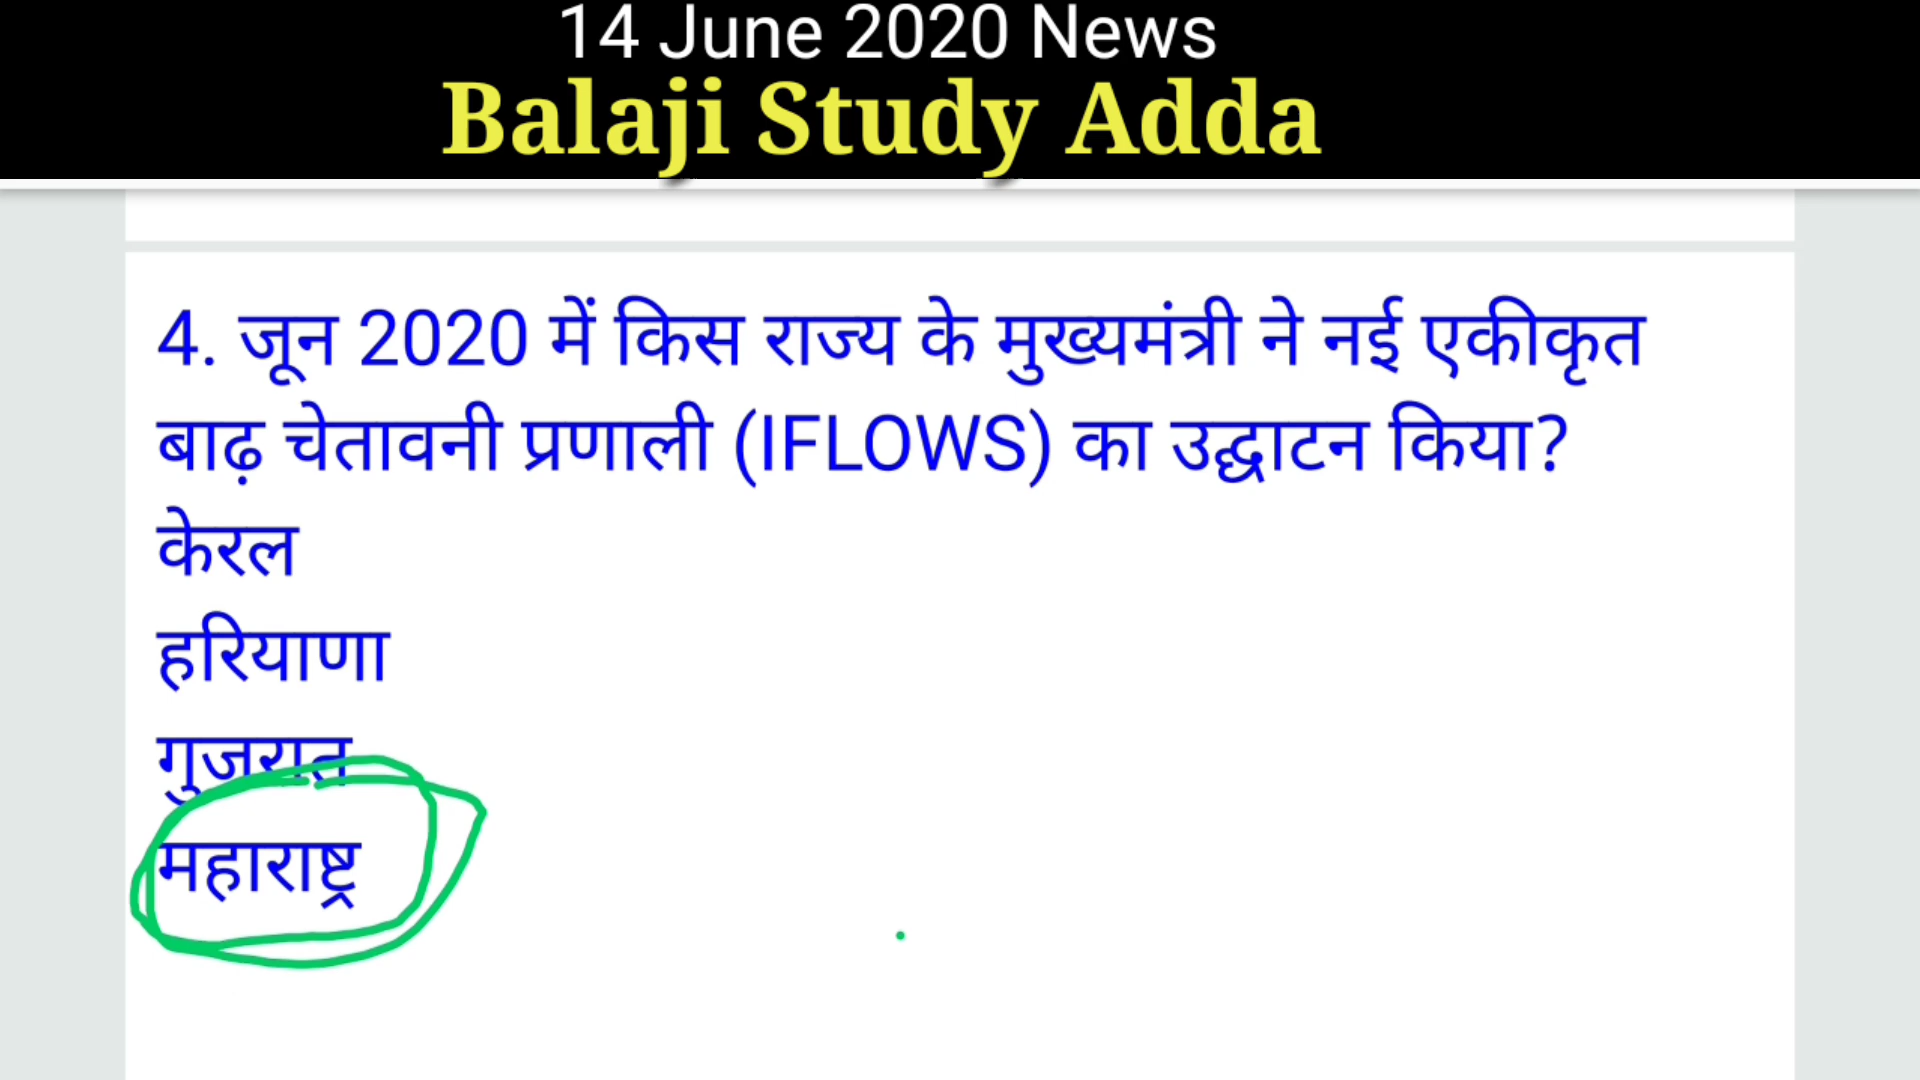 14 June 2020 News
Balaji Study Adda
4. जून 2020 में किस राज्य के मुख्यमंत्री ने नई एकीकृत
बाढ़ चेतावनी प्रणाली (IFLOWS) का उद्घाटन किया?
केरल
हरियाणा
गुजरात
महाराष्ट्र